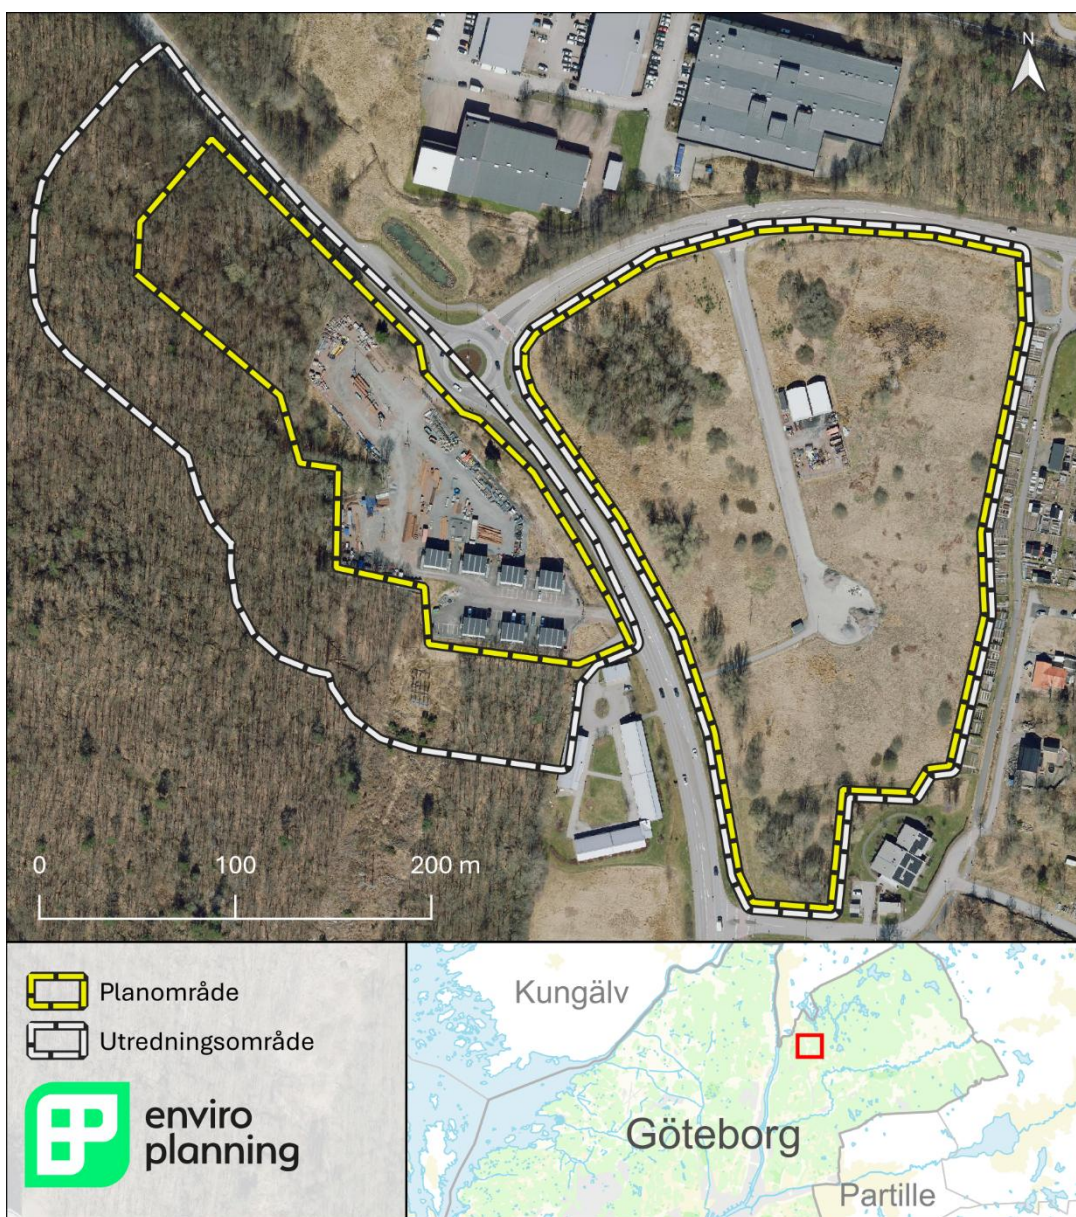 N
0 100 200 m
Planområde
Utredningsområde
enviro
planning
Kungälv
Göteborg
Partille